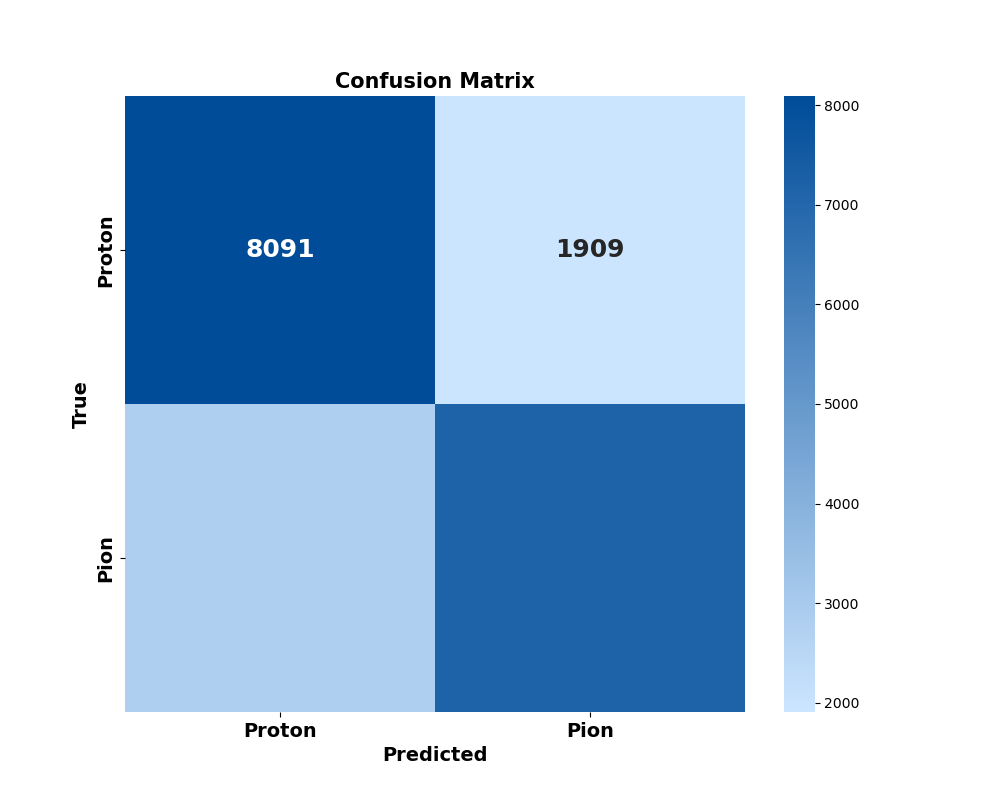 Confusion Matrix
Proton
8091
1909
True
Pion
Proton
Pion
Predicted
8000
7000
6000
5000
4000
3000
2000